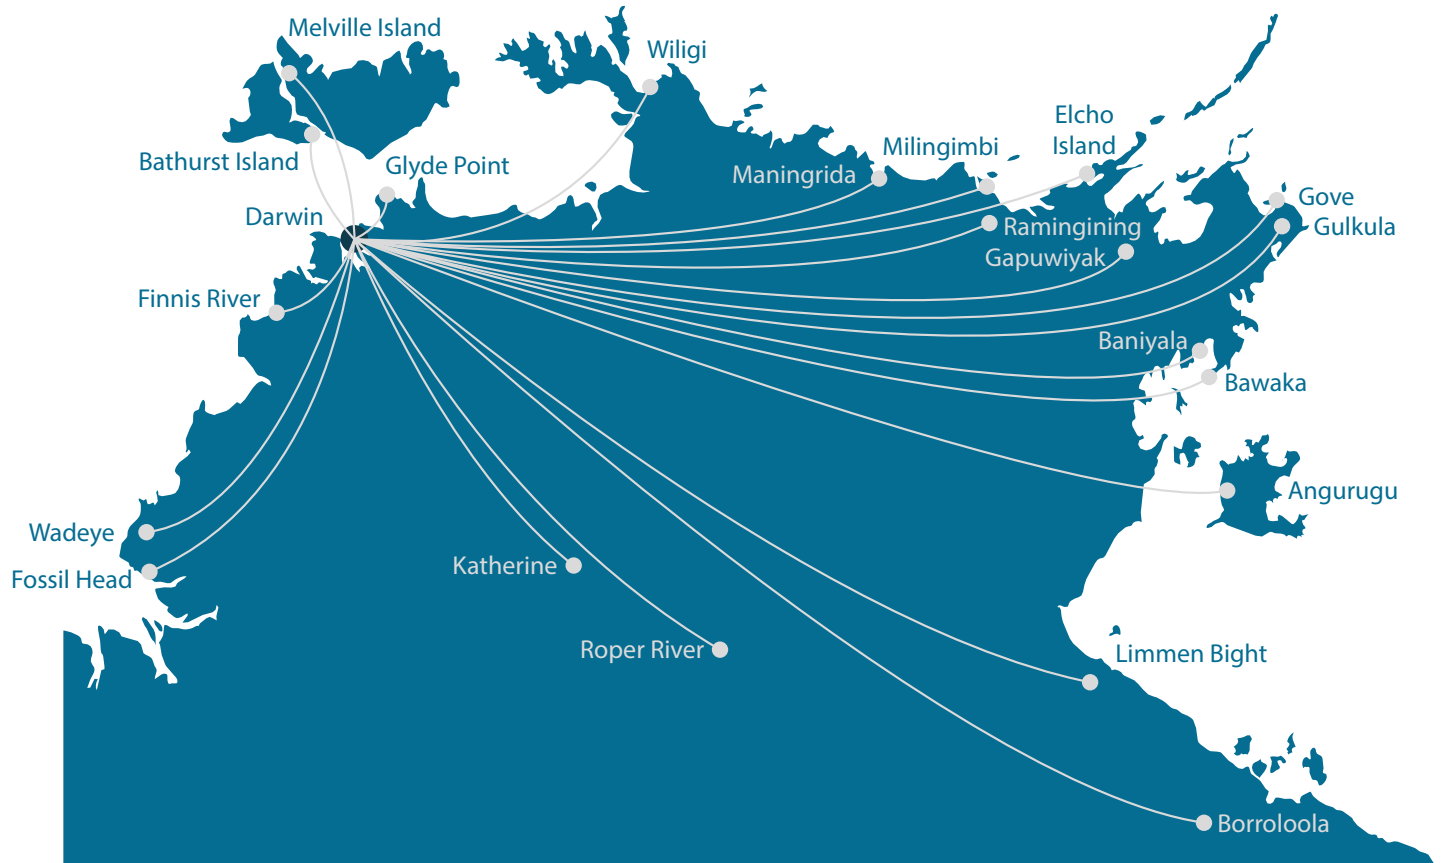 Melville Island
Wiligi
Elcho
Island
Milingimbi
Bathurst Island
Glyde Point
Maningrida
Gove
Darwin
Ramingining
Gulkula
Gapuwiyak
Finnis River
Baniyala
Bawaka
Angurugu
Wadeye
Katherine
Fossil Head
Roper River
Limmen Bight
Borroloola